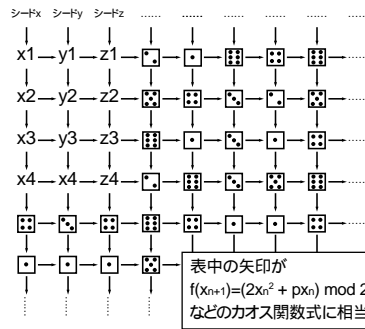 シードx シードy シードz …… …… …… …… ……
x1 y1 z1 ……
x2 y2 z2 ……
x3 y3 z3 ……
x4 x4 z4 ……
……
…… …… ……
表中の矢印が
f(xn+1)=(2xn² + pxn) mod 2
などのカオス関数式に相当